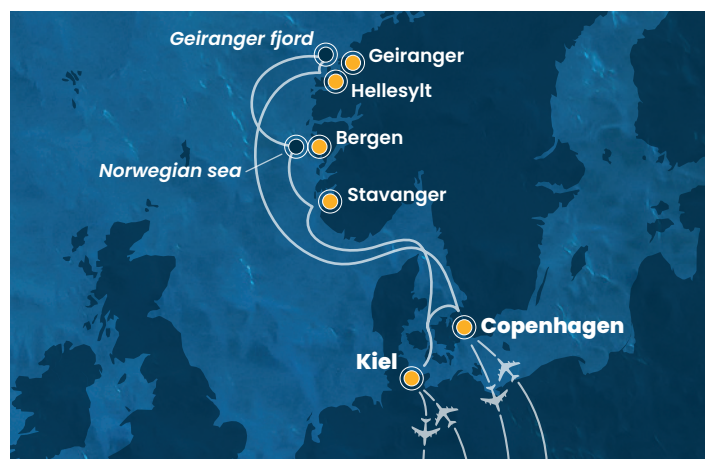 Geiranger fjord
Geiranger
Hellesylt
Bergen
Norwegian sea
Stavanger
Copenhagen
Kiel